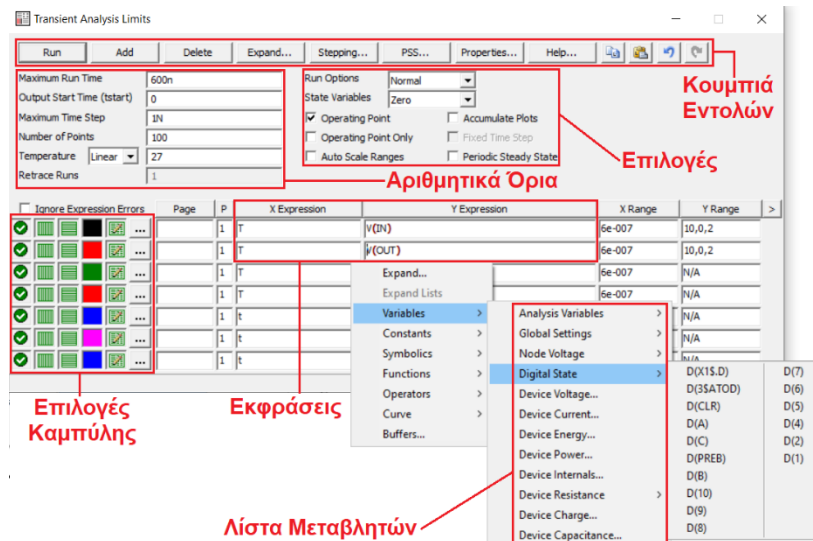 Transient Analysis Limits
Run Add Delete Expand... Stepping... PSS... Properties... Help...
Κουμπιά
Εντολών
Maximum Run Time 600n
Output Start Time (tstart) 0
Maximum Time Step 1N
Number of Points 100
Temperature Linear 27
Retrace Runs 1
Run Options Normal
State Variables Zero
Operating Point Accumulate Plots
Operating Point Only Fixed Time Step
Auto Scale Ranges Periodic Steady State
Επιλογές
Αριθμητικά Όρια
Ignore Expression Errors Page P X Expression Y Expression X Range Y Range >
... 1 T V(IN) 6e-007 10,0,2
... 1 T V(OUT) 6e-007 10,0,2
... 1 T 6e-007 N/A
... 1 T 6e-007 N/A
... 1 t N/A
... 1 t N/A
... 1 t N/A
Expand...
Expand Lists
Variables >
Constants >
Symbolics >
Functions >
Operators >
Curve >
Buffers...
Analysis Variables >
Global Settings >
Node Voltage >
Digital State >
Device Voltage...
Device Current...
Device Energy...
Device Power...
Device Internals...
Device Resistance >
Device Charge...
Device Capacitance...
D(X1$.D) D(7)
D(3$ATOD) D(6)
D(CLR) D(5)
D(A) D(4)
D(C) D(2)
D(PREB) D(1)
D(B)
D(10)
D(9)
D(8)
Επιλογές
Καμπύλης
Εκφράσεις
Λίστα Μεταβλητών